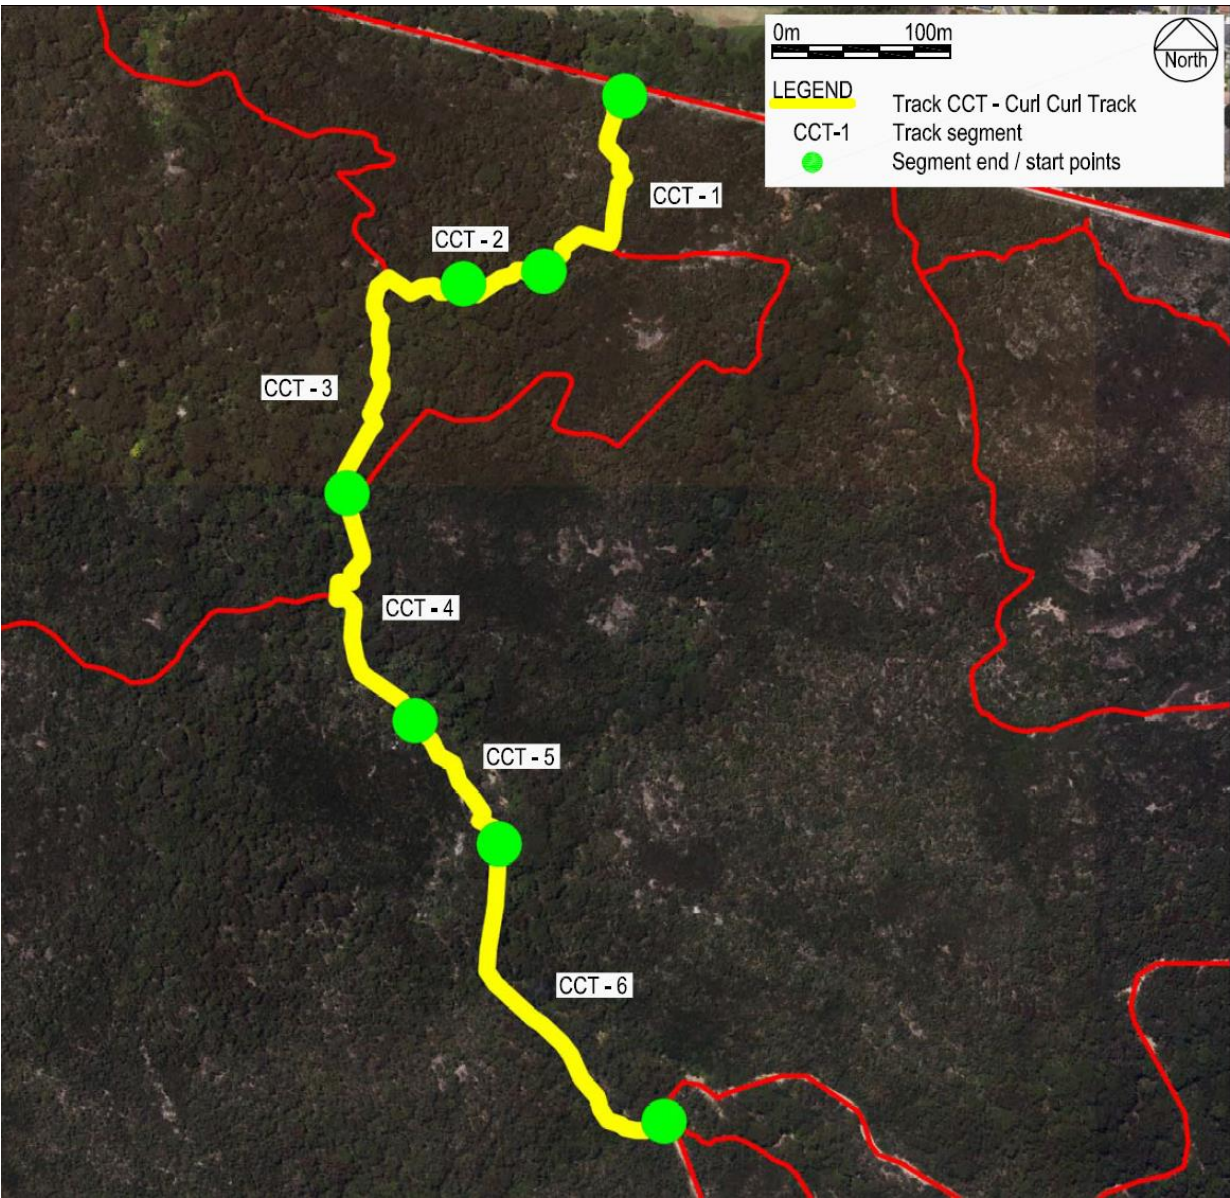 0m 100m
North
LEGEND
Track CCT - Curl Curl Track
CCT-1 Track segment
Segment end / start points
CCT - 1
CCT - 2
CCT - 3
CCT - 4
CCT - 5
CCT - 6